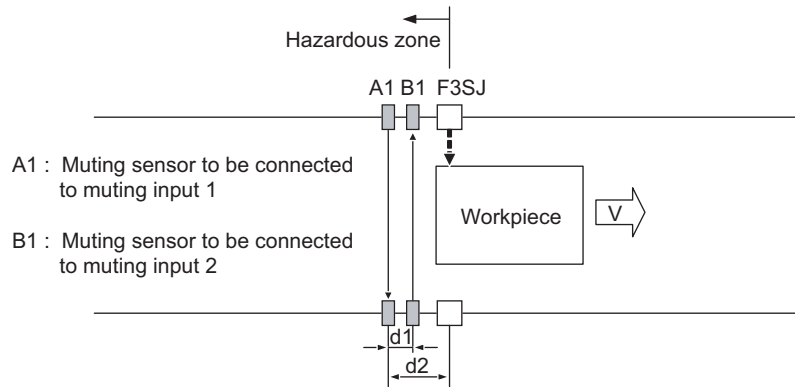 Hazardous zone
A1 B1 F3SJ
A1 : Muting sensor to be connected
to muting input 1
Workpiece
V
B1 : Muting sensor to be connected
to muting input 2
d1
d2